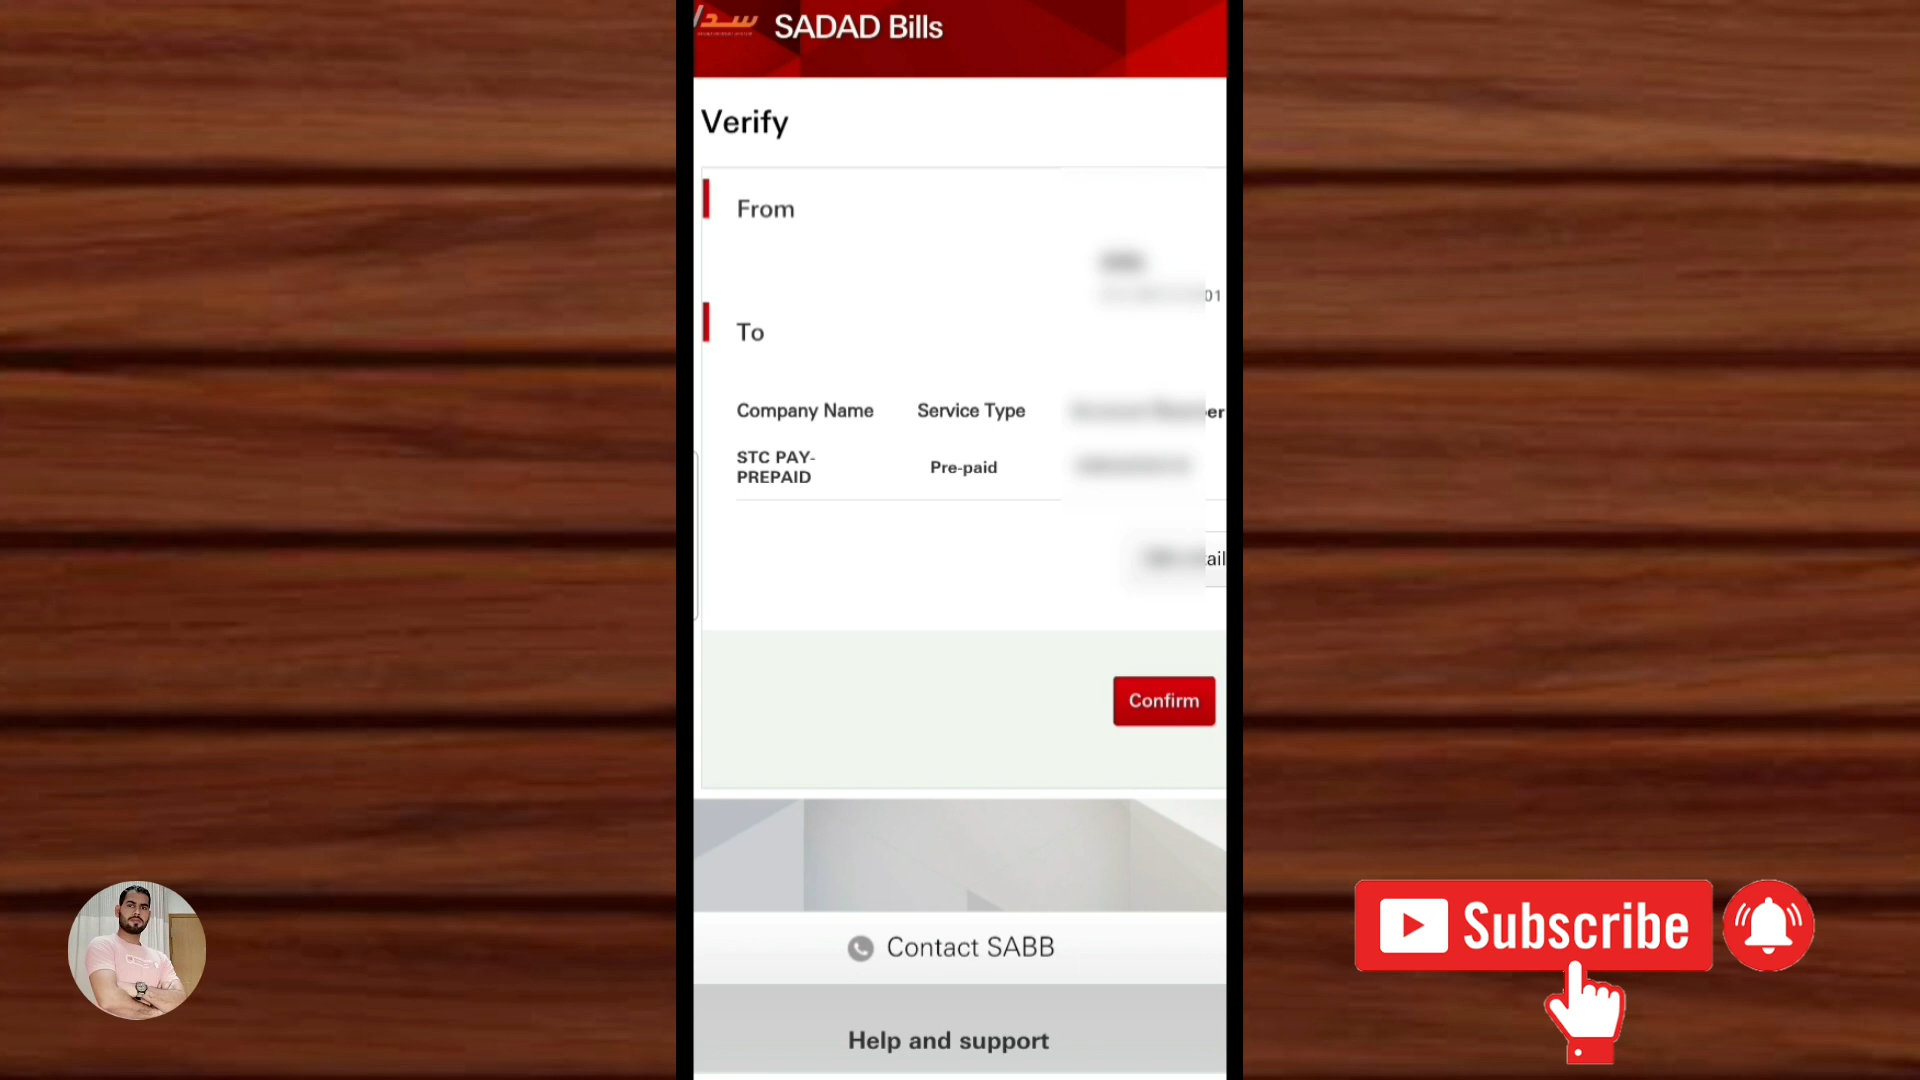 سداد
SADAD Bills
Verify
From
01
To
Company Name Service Type
STC PAY-
PREPAID
Pre-paid
Confirm
Contact SABB
Help and support
Subscribe